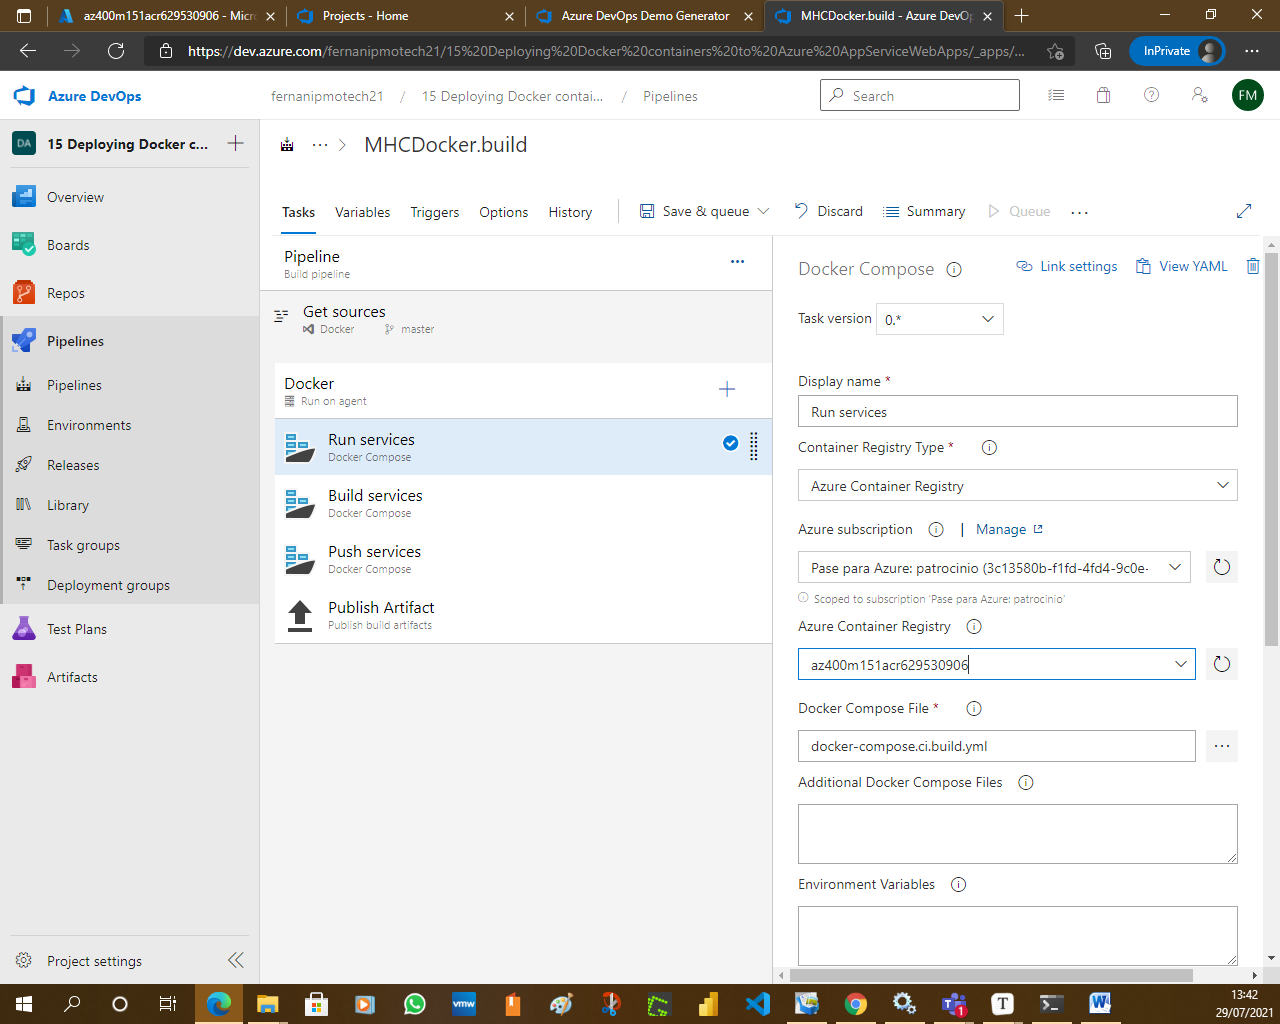 az400m151acr629530906 - Micr
Projects - Home
Azure DevOps Demo Generator
MHCDocker.build - Azure DevOp
https://dev.azure.com/fernanipmotech21/15%20Deploying%20Docker%20containers%20to%20Azure%20AppServiceWebApps/_apps/...
InPrivate
Azure DevOps
fernanipmotech21 / 15 Deploying Docker contai... / Pipelines
Search
FM
DA 15 Deploying Docker c...
MHCDocker.build
Overview
Boards
Repos
Pipelines
Pipelines
Environments
Releases
Library
Task groups
Deployment groups
Test Plans
Artifacts
Project settings
Tasks Variables Triggers Options History
Save & queue Discard Summary Queue
Pipeline
Build pipeline
Get sources
Docker master
Docker
Run on agent
Run services
Docker Compose
Build services
Docker Compose
Push services
Docker Compose
Publish Artifact
Publish build artifacts
Docker Compose
Link settings View YAML
Task version 0.*
Display name *
Run services
Container Registry Type *
Azure Container Registry
Azure subscription | Manage
Pase para Azure: patrocinio (3c13580b-f1fd-4fd4-9c0e-
Scoped to subscription 'Pase para Azure: patrocinio'
Azure Container Registry
az400m151acr629530906
Docker Compose File *
docker-compose.ci.build.yml
Additional Docker Compose Files
Environment Variables
vmw
1
T
13:42
29/07/2021